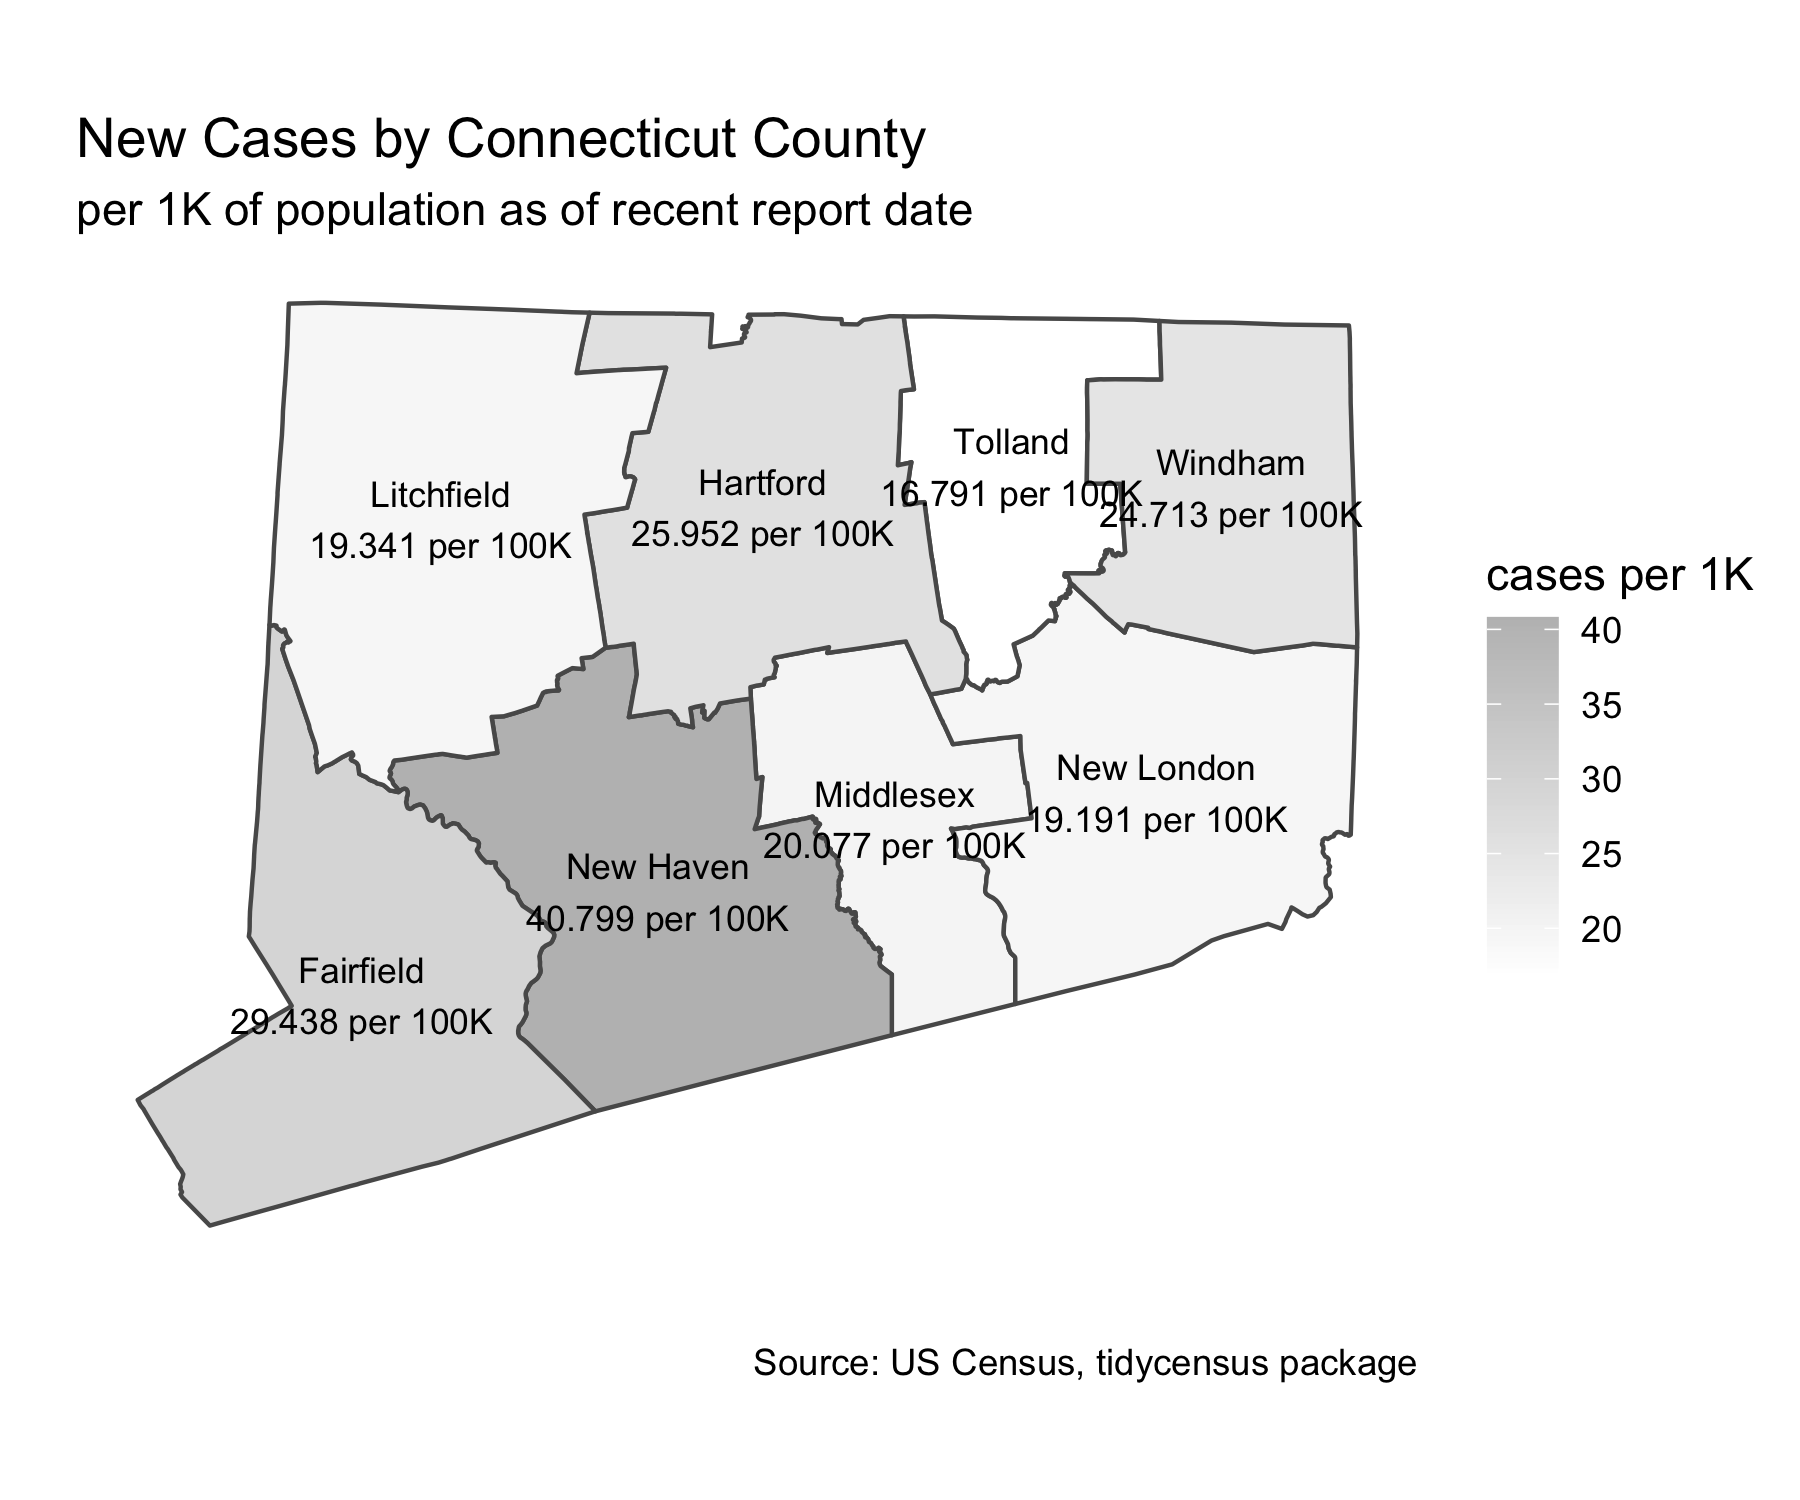 New Cases by Connecticut County
per 1K of population as of recent report date
Litchfield
19.341 per 100K
Hartford
25.952 per 100K
Tolland
16.791 per 100K
Windham
24.713 per 100K
New London
19.191 per 100K
Middlesex
20.077 per 100K
New Haven
40.799 per 100K
Fairfield
29.438 per 100K
cases per 1K
40
35
30
25
20
Source: US Census, tidycensus package